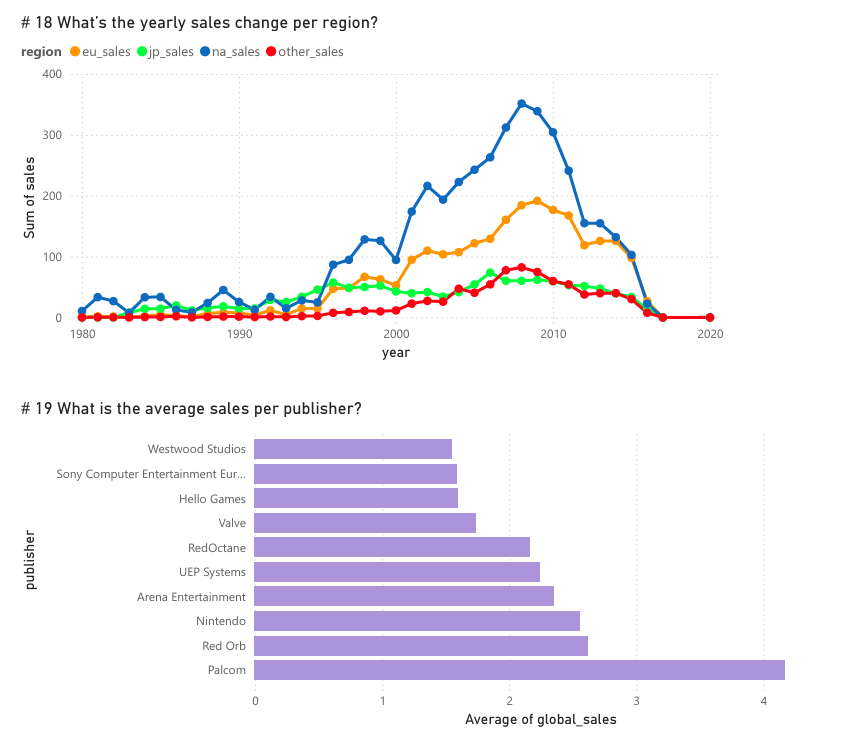 # 18 What's the yearly sales change per region?
region eu_sales jp_sales na_sales other_sales
400
300
200
100
0
Sum of sales
1980 1990 2000 2010 2020
year
# 19 What is the average sales per publisher?
publisher
Westwood Studios
Sony Computer Entertainment Eur...
Hello Games
Valve
RedOctane
UEP Systems
Arena Entertainment
Nintendo
Red Orb
Palcom
0 1 2 3 4
Average of global_sales